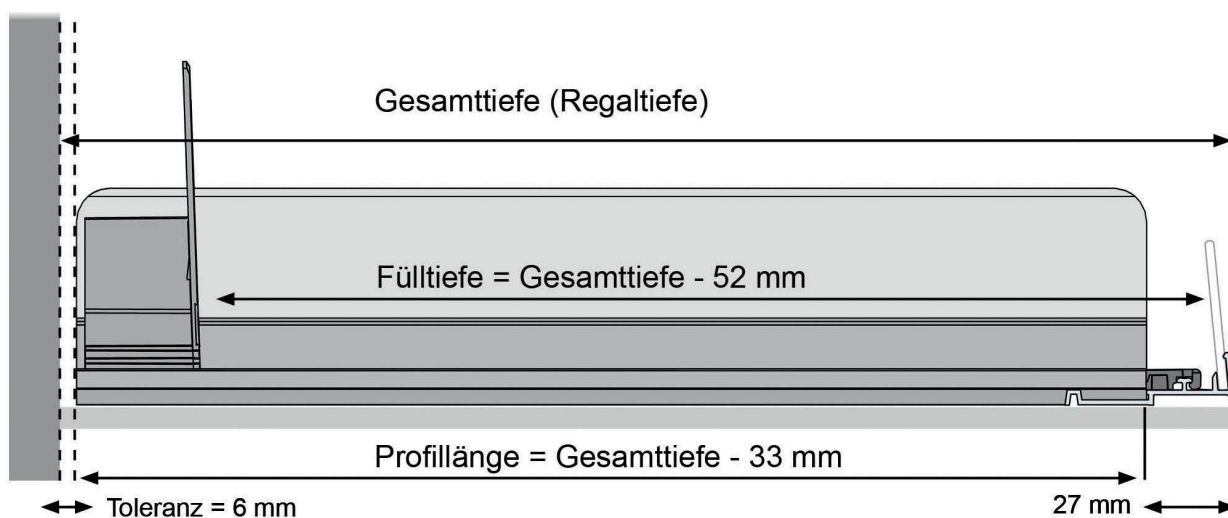 Gesamttiefe (Regaltiefe)
Fülltiefe = Gesamttiefe - 52 mm
Profillänge = Gesamttiefe - 33 mm
Toleranz = 6 mm
27 mm